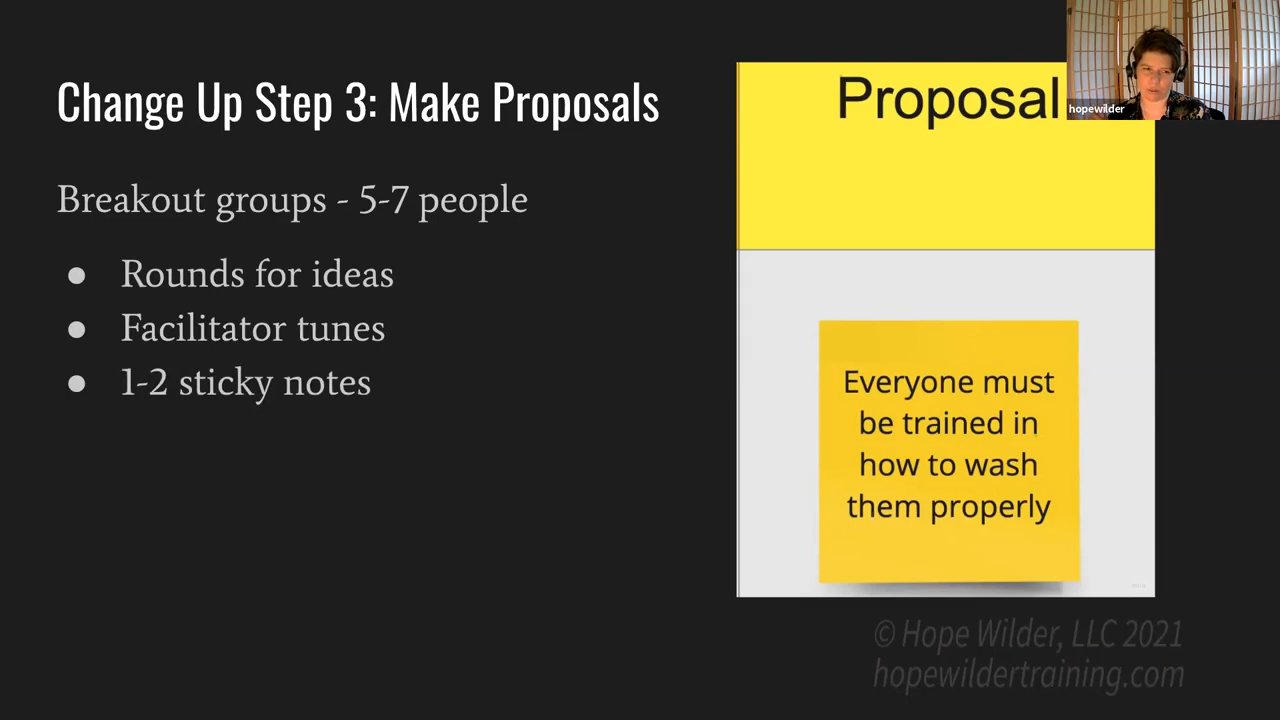 Change Up Step 3: Make Proposals
Breakout groups - 5-7 people
● Rounds for ideas
● Facilitator tunes
● 1-2 sticky notes
Proposal
hopewilder
Everyone must
be trained in
how to wash
them properly
© Hope Wilder, LLC 2021
hopewildertraining.com